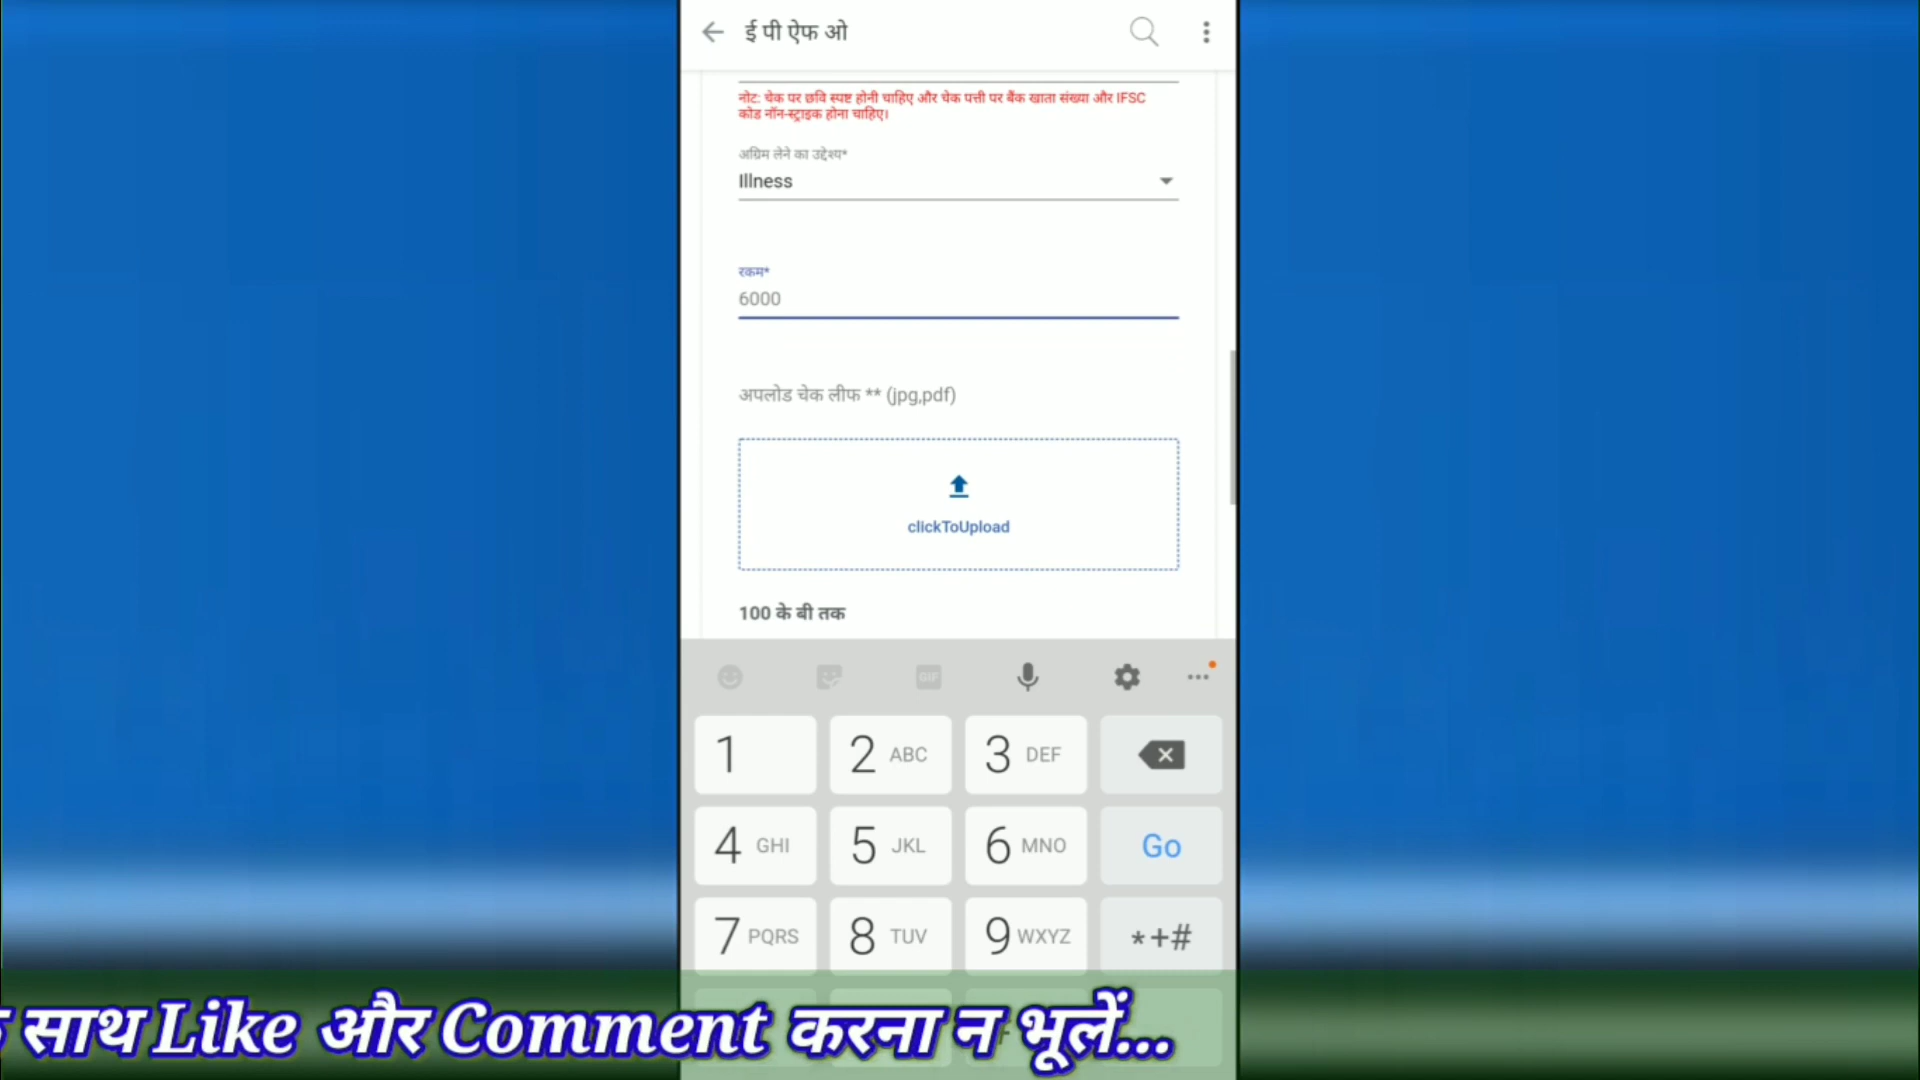 ई पी ऐफ ओ
नोट: चेक पर छवि स्पष्ट होनी चाहिए और चेक पत्ती पर बैंक खाता संख्या और IFSC
कोड नॉन-स्ट्राइक होना चाहिए।
अग्रिम लेने का उद्देश्य*
Illness
रकम*
6000
अपलोड चेक लीफ ** (jpg,pdf)
clickToUpload
100 के बी तक
GIF
1 2 ABC 3 DEF
4 GHI 5 JKL 6 MNO Go
7 PQRS 8 TUV 9 WXYZ *+#
साथ Like और Comment करना न भूलें...